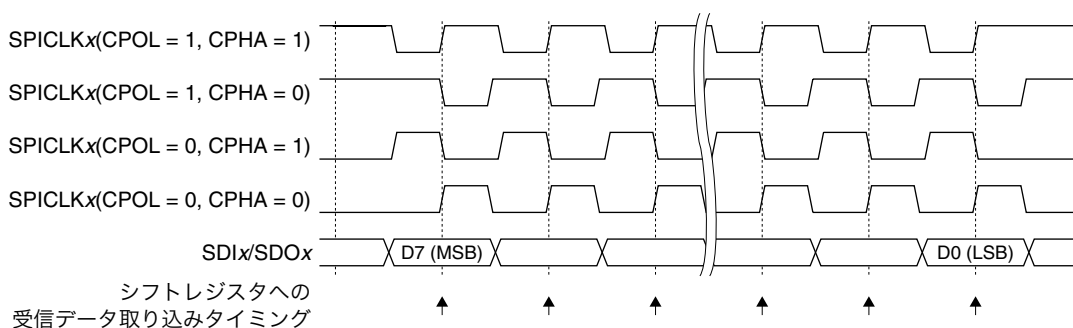 SPICLKx(CPOL = 1, CPHA = 1)
SPICLKx(CPOL = 1, CPHA = 0)
SPICLKx(CPOL = 0, CPHA = 1)
SPICLKx(CPOL = 0, CPHA = 0)
SDIx/SDOx D7 (MSB) D0 (LSB)
シフトレジスタへの
受信データ取り込みタイミング